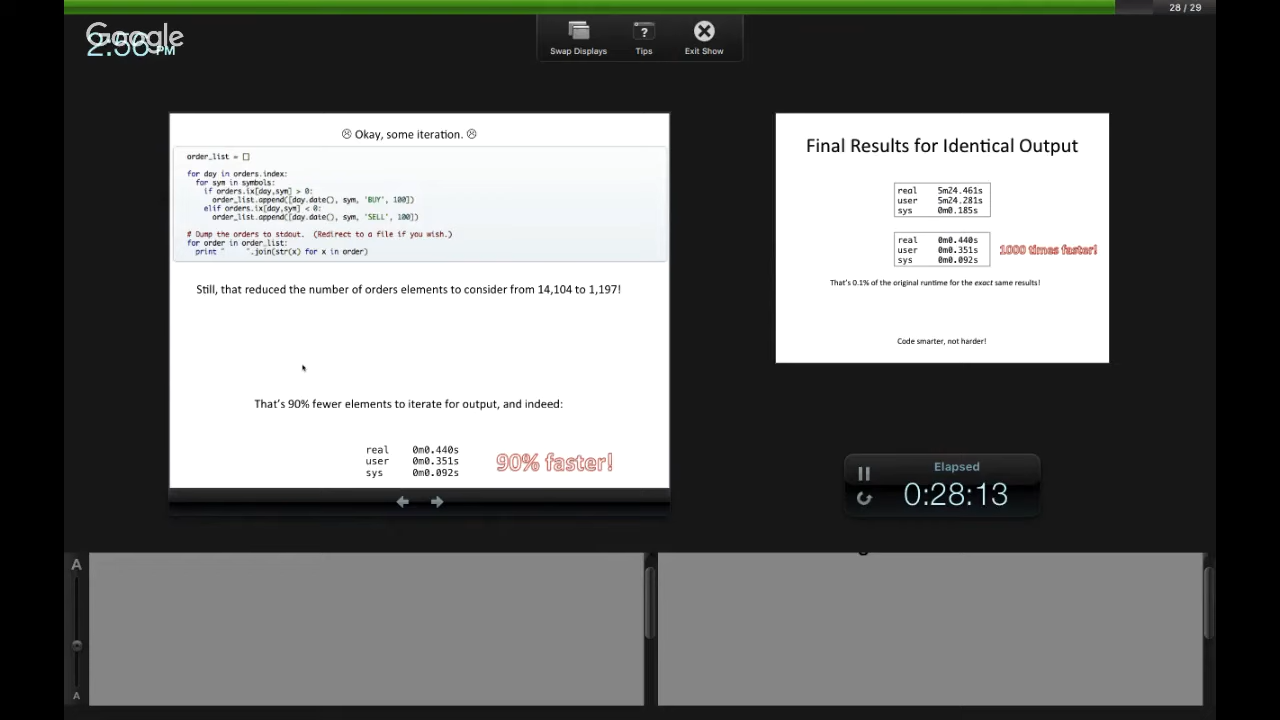 28 / 29
Google
2:56 PM
Swap Displays
Tips
Exit Show
☹ Okay, some iteration. ☹
order_list = []
for day in orders.index:
for sym in symbols:
if orders.ix[day,sym] > 0:
order_list.append([day.date(), sym, 'BUY', 100])
elif orders.ix[day,sym] < 0:
order_list.append([day.date(), sym, 'SELL', 100])
# Dump the orders to stdout. (Redirect to a file if you wish.)
for order in order_list:
print "     ".join(str(x) for x in order)
Still, that reduced the number of orders elements to consider from 14,104 to 1,197!
That's 90% fewer elements to iterate for output, and indeed:
real 0m0.440s
user 0m0.351s
sys 0m0.092s
90% faster!
Final Results for Identical Output
real 5m24.461s
user 5m24.281s
sys 0m0.185s
real 0m0.440s
user 0m0.351s
sys 0m0.092s
1000 times faster!
That's 0.1% of the original runtime for the exact same results!
Code smarter, not harder!
Elapsed
0:28:13
A
A